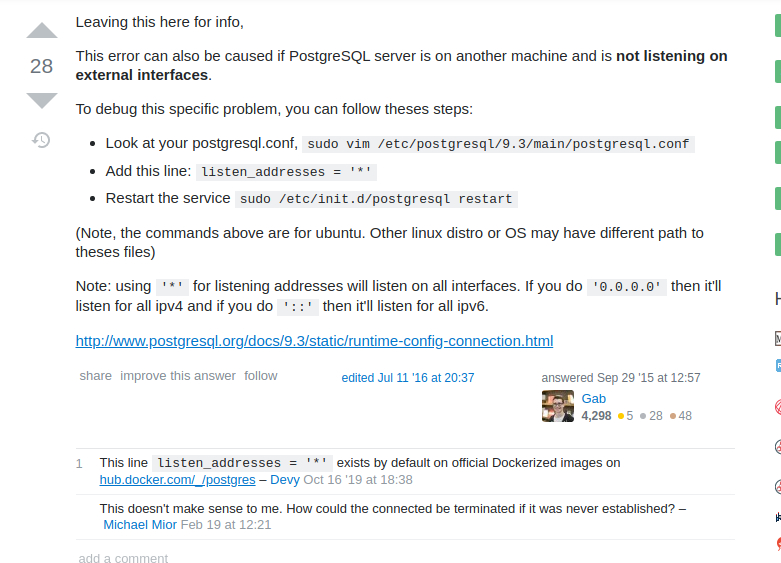 Leaving this here for info,
28
This error can also be caused if PostgreSQL server is on another machine and is not listening on
external interfaces.
To debug this specific problem, you can follow theses steps:
• Look at your postgresql.conf, sudo vim /etc/postgresql/9.3/main/postgresql.conf
• Add this line: listen_addresses = '*'
• Restart the service sudo /etc/init.d/postgresql restart
(Note, the commands above are for ubuntu. Other linux distro or OS may have different path to
theses files)
Note: using '*' for listening addresses will listen on all interfaces. If you do '0.0.0.0' then it'll
listen for all ipv4 and if you do '::' then it'll listen for all ipv6.
http://www.postgresql.org/docs/9.3/static/runtime-config-connection.html
share improve this answer follow
edited Jul 11 '16 at 20:37
answered Sep 29 '15 at 12:57
Gab
4,298 ●5 ●28 ●48
1 This line listen_addresses = '*' exists by default on official Dockerized images on
hub.docker.com/_/postgres – Devy Oct 16 '19 at 18:38
This doesn't make sense to me. How could the connected be terminated if it was never established? –
Michael Mior Feb 19 at 12:21
add a comment